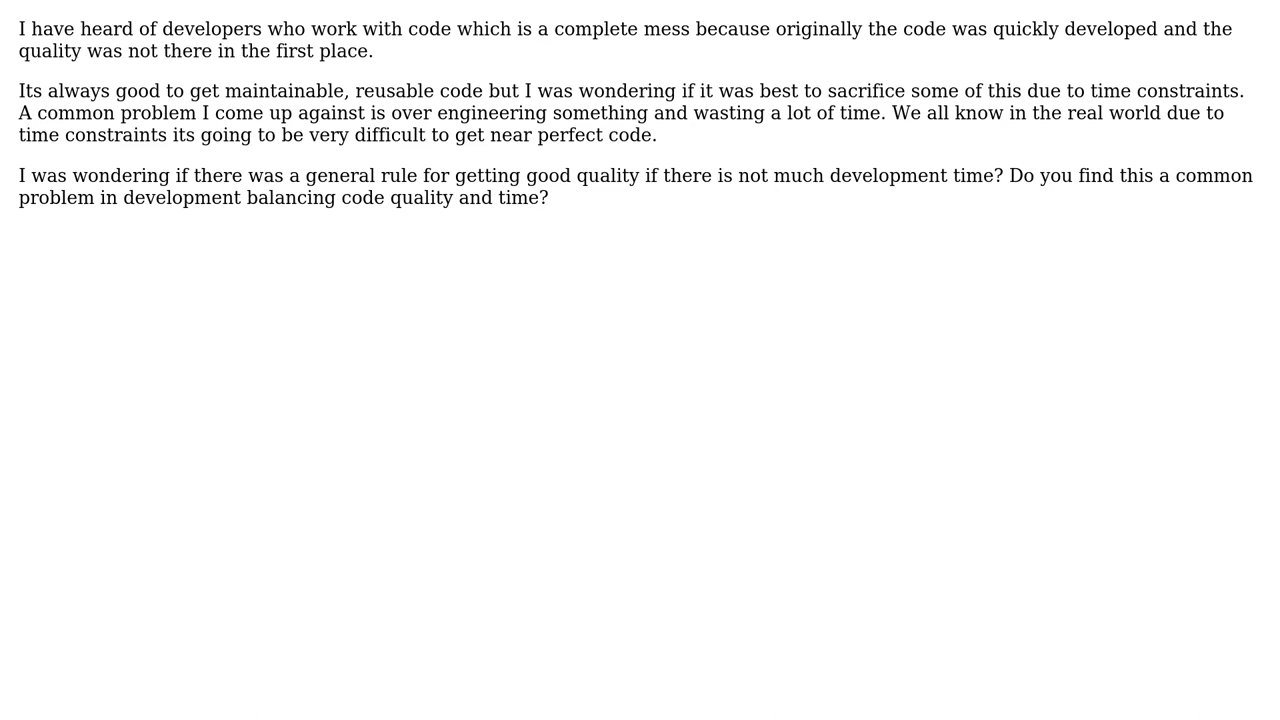 I have heard of developers who work with code which is a complete mess because originally the code was quickly developed and the
quality was not there in the first place.
Its always good to get maintainable, reusable code but I was wondering if it was best to sacrifice some of this due to time constraints.
A common problem I come up against is over engineering something and wasting a lot of time. We all know in the real world due to
time constraints its going to be very difficult to get near perfect code.
I was wondering if there was a general rule for getting good quality if there is not much development time? Do you find this a common
problem in development balancing code quality and time?